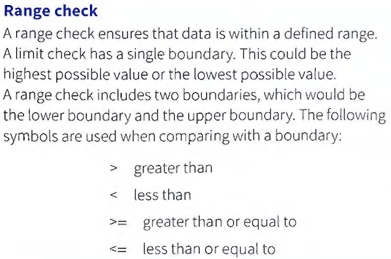 Range check
A range check ensures that data is within a defined range.
A limit check has a single boundary. This could be the
highest possible value or the lowest possible value.
A range check includes two boundaries, which would be
the lower boundary and the upper boundary. The following
symbols are used when comparing with a boundary:
> greater than
< less than
>= greater than or equal to
<= less than or equal to